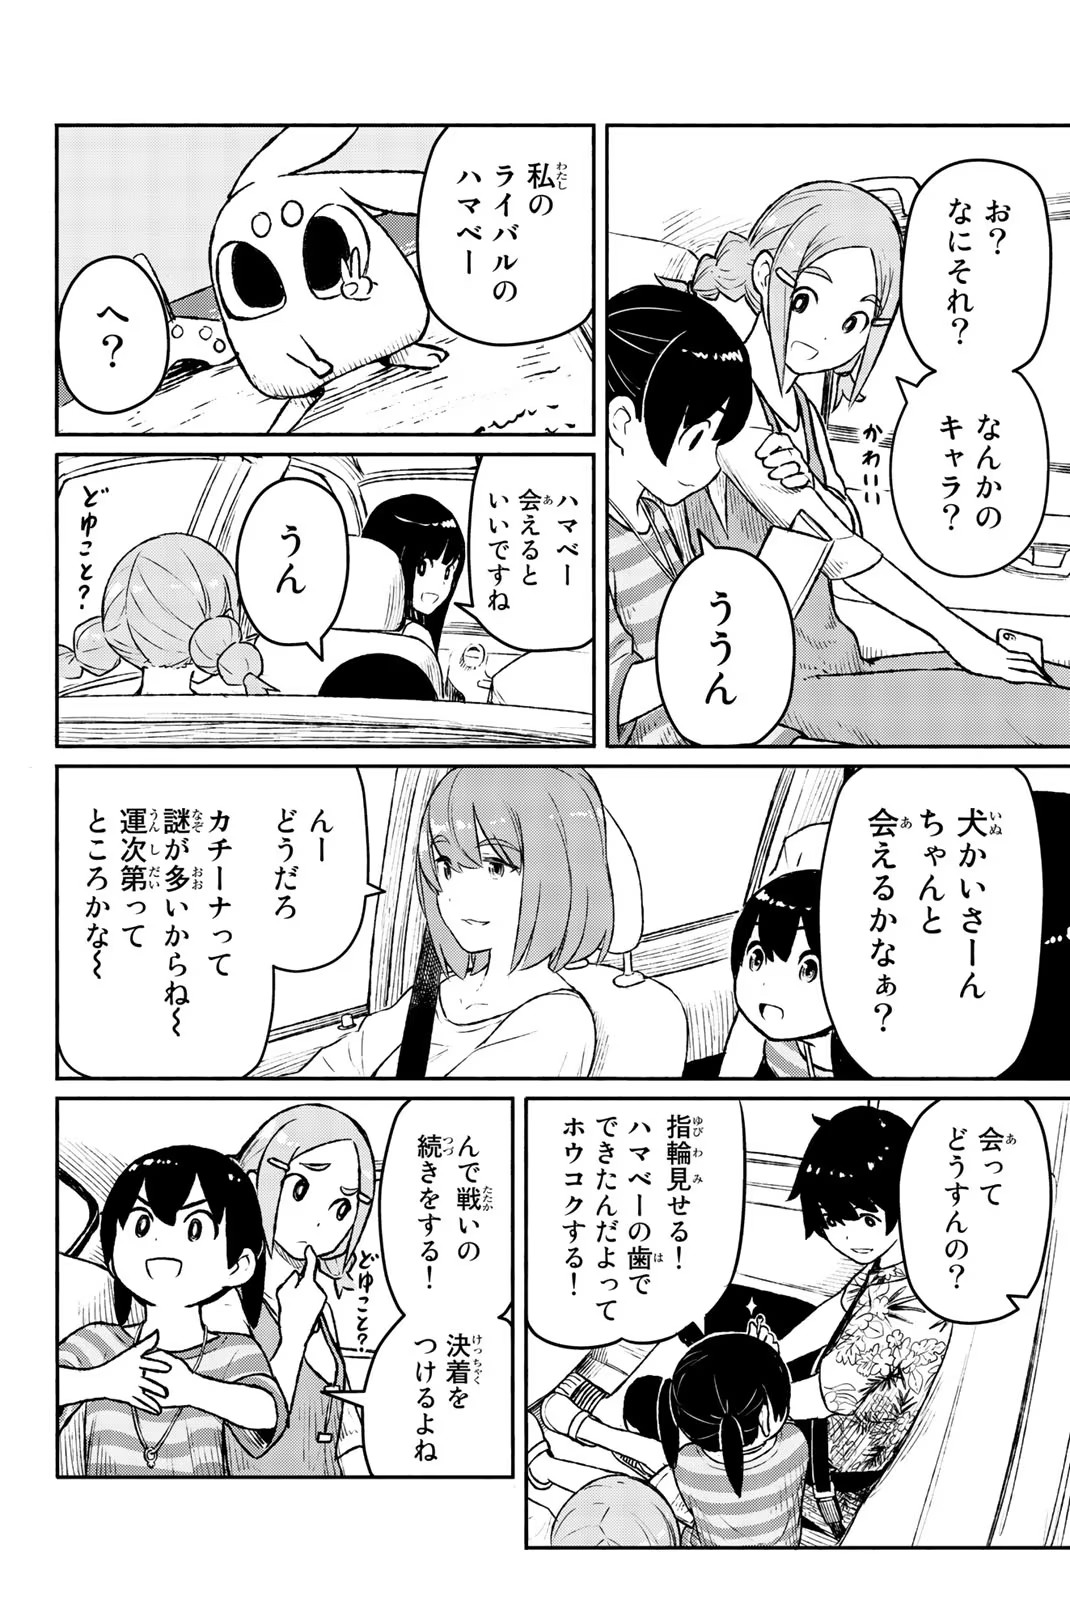 お？
なにそれ？
なんかの
キャラ？
かわいい
ううん
私の
ライバルの
ハマベー
へ？
ハマベー
会えると
いいですね
うん
どゆこと？
犬かいさーん
ちゃんと
会えるかなぁ？
んー
どうだろ
カチーナって
謎が多いからね〜
運次第って
ところかな〜
会って
どうすんの？
指輪見せる！
ハマベーの歯で
できたんだよって
ホウコクする！
んで戦いの
続きをする！
決着を
つけるよね
どゆこと？